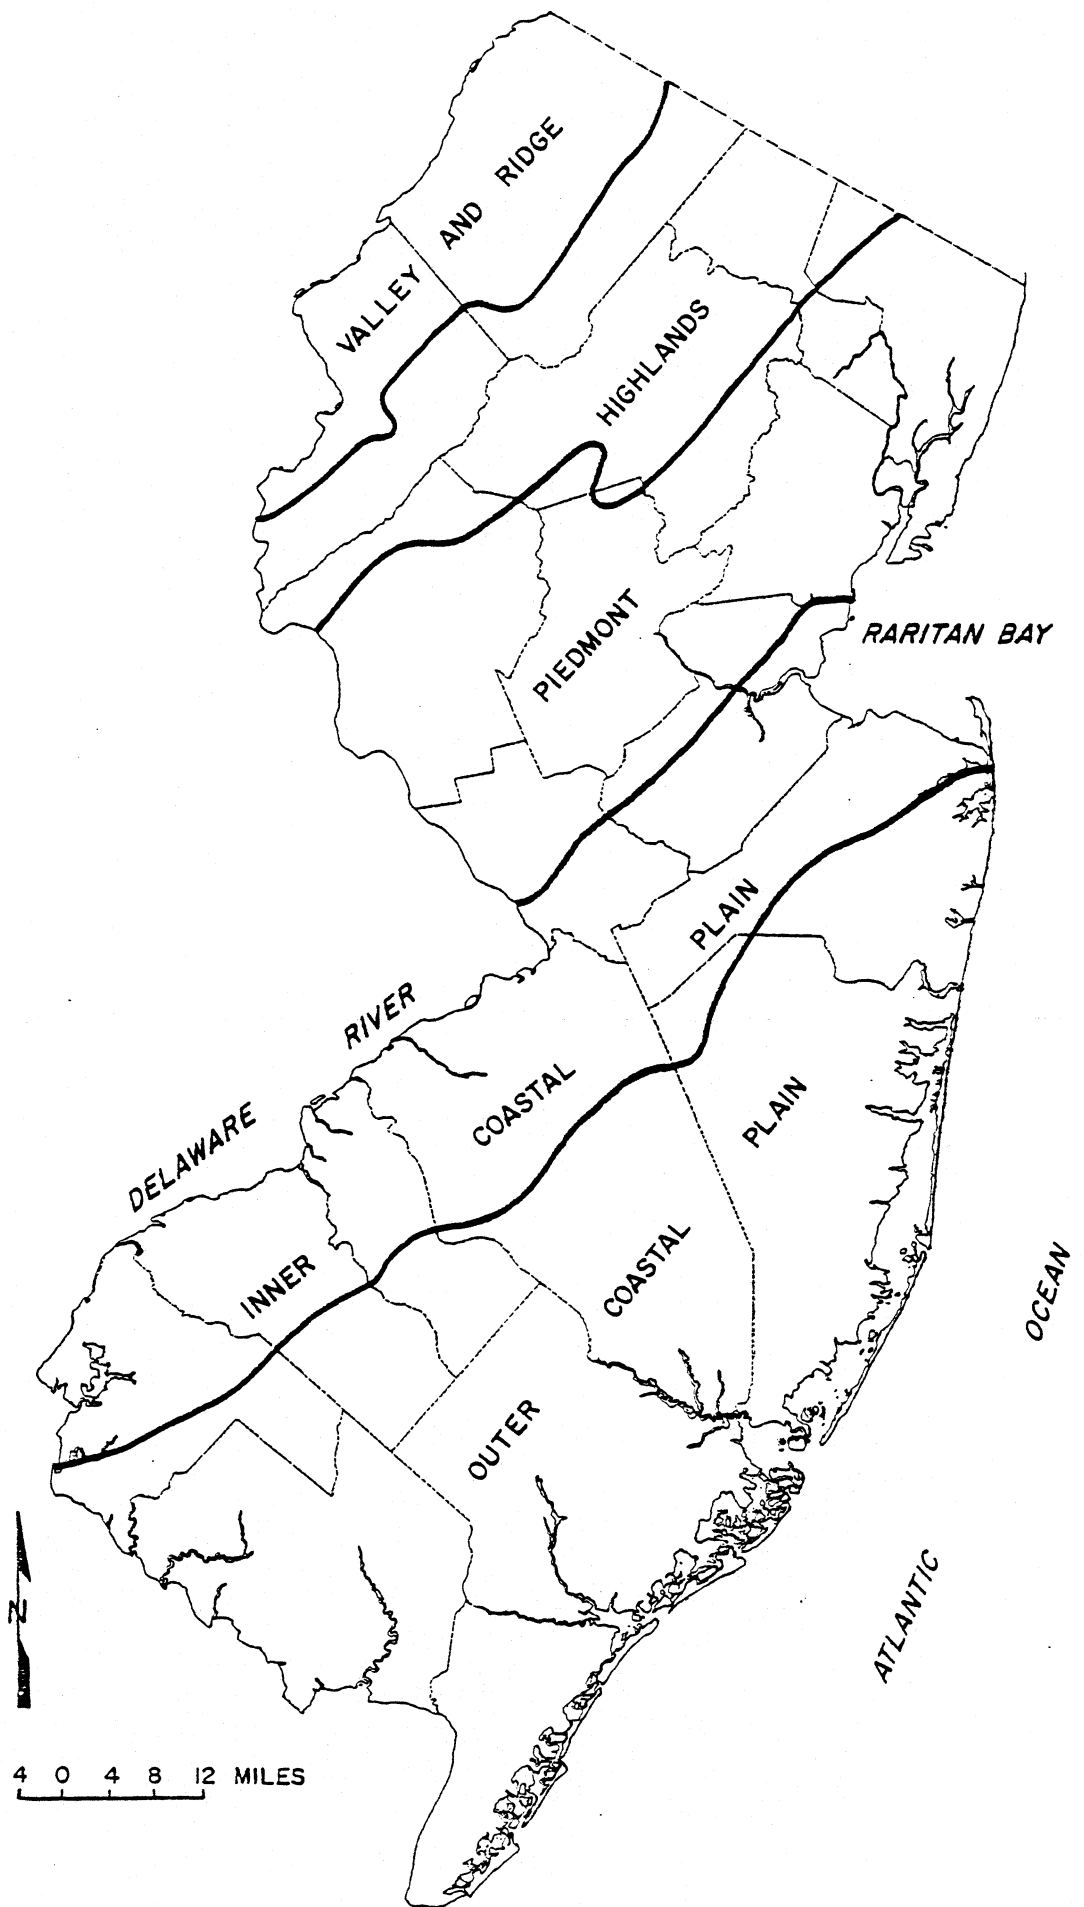 VALLEY AND RIDGE
HIGHLANDS
PIEDMONT
RARITAN BAY
INNER COASTAL PLAIN
DELAWARE RIVER
OUTER COASTAL PLAIN
ATLANTIC OCEAN
N
4 0 4 8 12 MILES